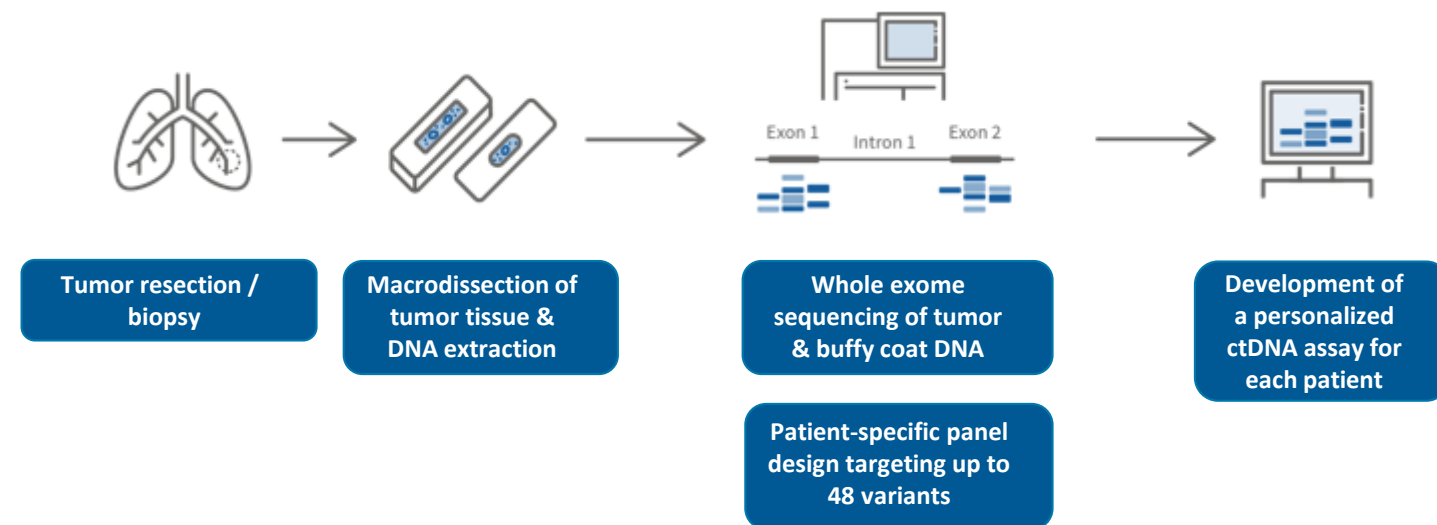 Exon 1
Intron 1
Exon 2
Tumor resection /
biopsy
Macrodissection of
tumor tissue &
DNA extraction
Whole exome
sequencing of tumor
& buffy coat DNA
Patient-specific panel
design targeting up to
48 variants
Development of
a personalized
ctDNA assay for
each patient